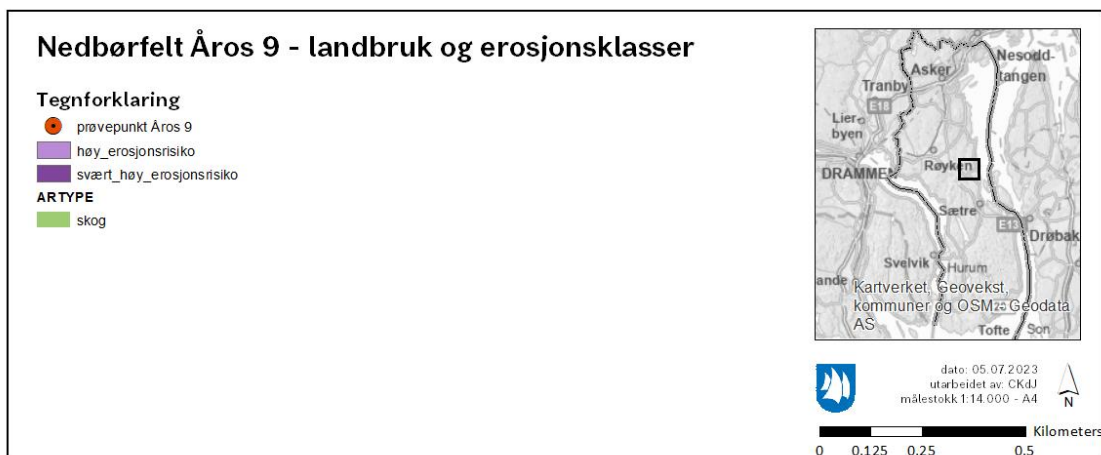 Nedbørfelt Åros 9 - landbruk og erosjonsklasser
Tegnforklaring
prøvepunkt Åros 9
høy_erosjonsrisiko
svært_høy_erosjonsrisiko
ARTYPE
skog
Nesodd-
tangen
Asker
Tranby
E18
Lier-
byen
Røyken
DRAMMEN
Sætre
Drøbak
Svelvik
Hurum
ande
Kartverket, Geovekst,
kommuner og OSM - Geodata
AS
Tofte
Son
dato: 05.07.2023
utarbeidet av: CKdJ
målestokk 1:14.000 - A4
N
Kilometers
0 0.125 0.25 0.5